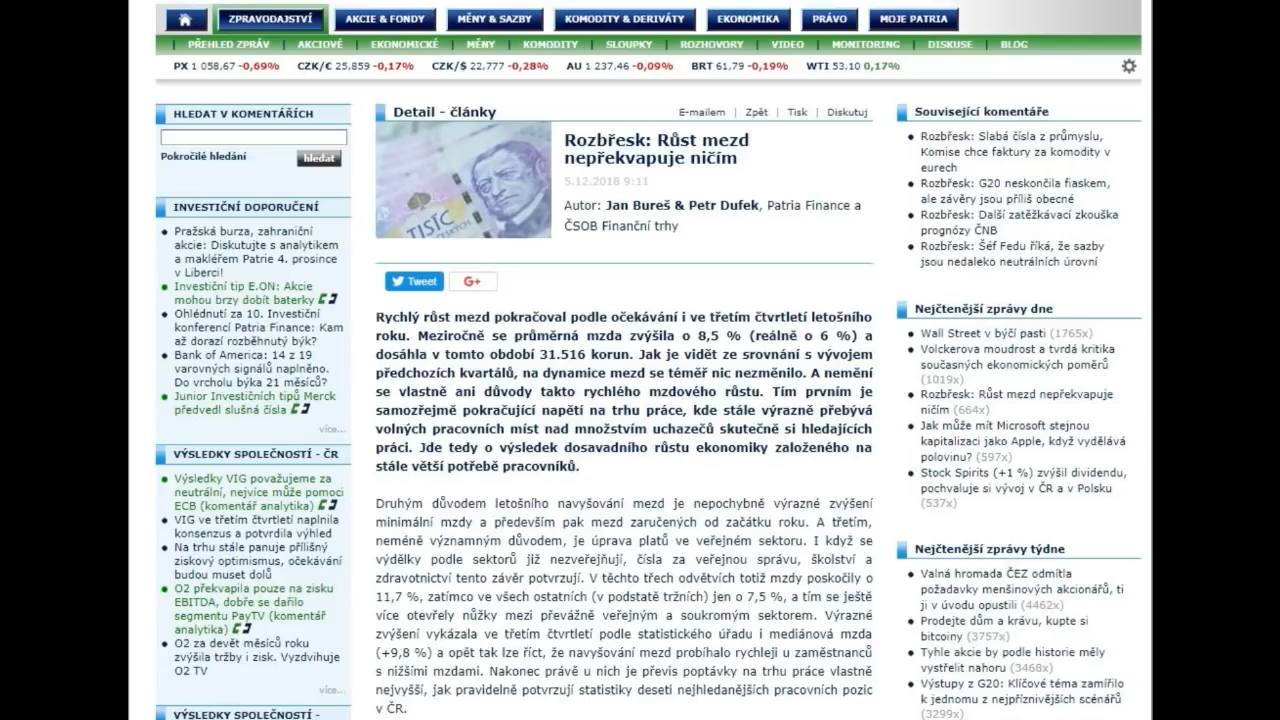 ZPRAVODAJSTVÍ AKCIE & FONDY MĚNY & SAZBY KOMODITY & DERIVÁTY EKONOMIKA PRÁVO MOJE PATRIA
PŘEHLED ZPRÁV | AKCIOVÉ | EKONOMICKÉ | MĚNY | KOMODITY | SLOUPKY | ROZHOVORY | VIDEO | MONITORING | DISKUSE | BLOG
PX 1 058,67 -0,69% CZK/€ 25,859 -0,17% CZK/$ 22,777 -0,28% AU 1 237,46 -0,09% BRT 61,79 -0,19% WTI 53,10 0,17%
HLEDAT V KOMENTÁŘÍCH
Pokročilé hledání hledat
INVESTIČNÍ DOPORUČENÍ
Pražská burza, zahraniční
akcie: Diskutujte s analytikem
a makléřem Patrie 4. prosince
v Liberci!
Investiční tip E.ON: Akcie
mohou brzy dobít baterky
Ohlédnutí za 10. Investiční
konferencí Patria Finance: Kam
až dorazí rozběhnutý býk?
Bank of America: 14 z 19
varovných signálů naplněno.
Do vrcholu býka 21 měsíců?
Junior Investičních tipů Merck
předvedl slušná čísla
více...
VÝSLEDKY SPOLEČNOSTÍ - ČR
Výsledky VIG považujeme za
neutrální, nejvíce může pomoci
ECB (komentář analytika)
VIG ve třetím čtvrtletí naplnila
konsenzus a potvrdila výhled
Na trhu stále panuje přílišný
ziskový optimismus, očekávání
budou muset dolů
O2 překvapila pouze na zisku
EBITDA, dobře se dařilo
segmentu PayTV (komentář
analytika)
O2 za devět měsíců roku
zvýšila tržby i zisk. Vyzdvihuje
O2 TV
více...
VÝSLEDKY SPOLEČNOSTÍ -
Detail - články E-mailem | Zpět | Tisk | Diskutuj
TISÍC
Rozbřesk: Růst mezd
nepřekvapuje ničím
5.12.2018 9:11
Autor: Jan Bureš & Petr Dufek, Patria Finance a
ČSOB Finanční trhy
Tweet G+
Rychlý růst mezd pokračoval podle očekávání i ve třetím čtvrtletí letošního
roku. Meziročně se průměrná mzda zvýšila o 8,5 % (reálně o 6 %) a
dosáhla v tomto období 31.516 korun. Jak je vidět ze srovnání s vývojem
předchozích kvartálů, na dynamice mezd se téměř nic nezměnilo. A nemění
se vlastně ani důvody takto rychlého mzdového růstu. Tím prvním je
samozřejmě pokračující napětí na trhu práce, kde stále výrazně přebývá
volných pracovních míst nad množstvím uchazečů skutečně si hledajících
práci. Jde tedy o výsledek dosavadního růstu ekonomiky založeného na
stále větší potřebě pracovníků.
Druhým důvodem letošního navyšování mezd je nepochybně výrazné zvýšení
minimální mzdy a především pak mezd zaručených od začátku roku. A třetím,
neméně významným důvodem, je úprava platů ve veřejném sektoru. I když se
výdělky podle sektorů již nezveřejňují, čísla za veřejnou správu, školství a
zdravotnictví tento závěr potvrzují. V těchto třech odvětvích totiž mzdy poskočily o
11,7 %, zatímco ve všech ostatních (v podstatě tržních) jen o 7,5 %, a tím se ještě
více otevřely nůžky mezi převážně veřejným a soukromým sektorem. Výrazné
zvýšení vykázala ve třetím čtvrtletí podle statistického úřadu i mediánová mzda
(+9,8 %) a opět tak lze říct, že navyšování mezd probíhalo rychleji u zaměstnanců
s nižšími mzdami. Nakonec právě u nich je převis poptávky na trhu práce vlastně
nejvyšší, jak pravidelně potvrzují statistiky deseti nejhledanějších pracovních pozic
v ČR.
Související komentáře
Rozbřesk: Slabá čísla z průmyslu,
Komise chce faktury za komodity v
eurech
Rozbřesk: G20 neskončila fiaskem,
ale závěry jsou příliš obecné
Rozbřesk: Další zatěžkávací zkouška
prognózy ČNB
Rozbřesk: Šéf Fedu říká, že sazby
jsou nedaleko neutrálních úrovní
Nejčtenější zprávy dne
Wall Street v býčí pasti (1765x)
Volckerova moudrost a tvrdá kritika
současných ekonomických poměrů
(1019x)
Rozbřesk: Růst mezd nepřekvapuje
ničím (664x)
Jak může mít Microsoft stejnou
kapitalizaci jako Apple, když vydělává
polovinu? (597x)
Stock Spirits (+1 %) zvýšil dividendu,
pochvaluje si vývoj v ČR a v Polsku
(537x)
Nejčtenější zprávy týdne
Valná hromada ČEZ odmítla
požadavky menšinových akcionářů, ti
ji v úvodu opustili (4462x)
Prodejte dům a krávu, kupte si
bitcoiny (3757x)
Tyhle akcie by podle historie měly
vystřelit nahoru (3468x)
Výstupy z G20: Klíčové téma zamířilo
k jednomu z nejpříznivějších scénářů
(3299x)